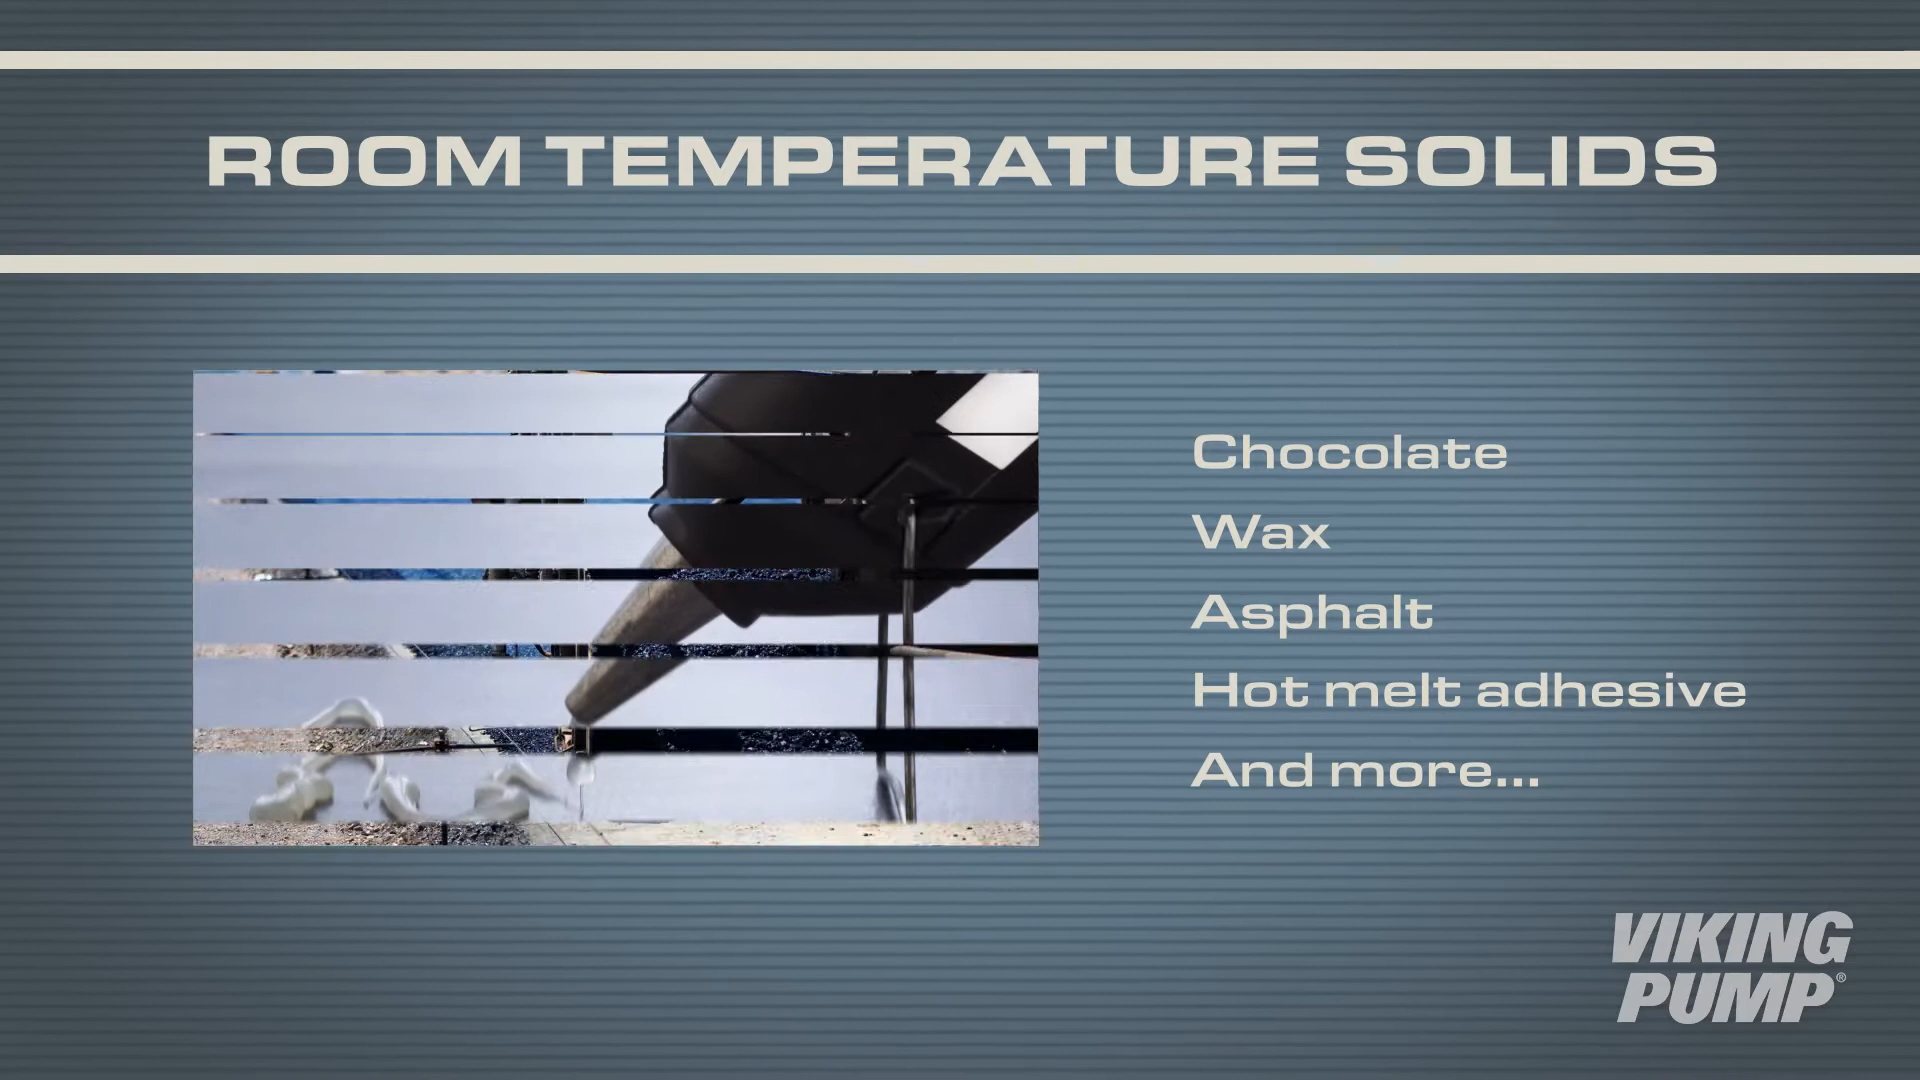 ROOM TEMPERATURE SOLIDS
Chocolate
Wax
Asphalt
Hot melt adhesive
And more...
VIKING
PUMP®